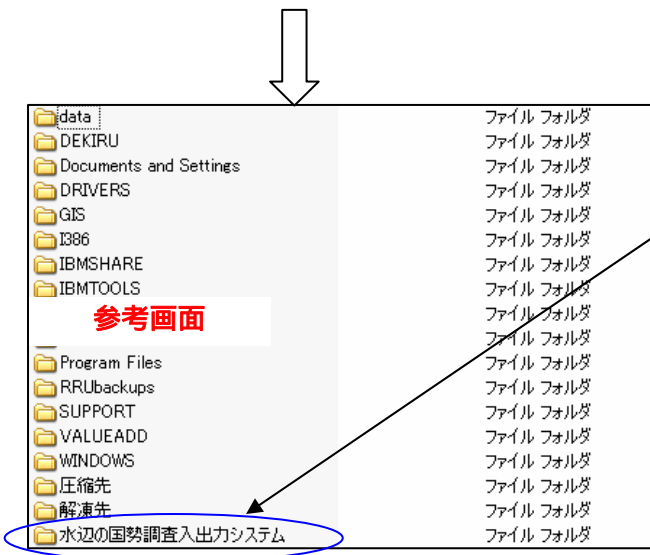 data ファイル フォルダ
DEKIRU ファイル フォルダ
Documents and Settings ファイル フォルダ
DRIVERS ファイル フォルダ
GIS ファイル フォルダ
I386 ファイル フォルダ
IBMSHARE ファイル フォルダ
IBMTOOLS ファイル フォルダ
参考画面 ファイル フォルダ
ファイル フォルダ
Program Files ファイル フォルダ
RRUbackups ファイル フォルダ
SUPPORT ファイル フォルダ
VALUEADD ファイル フォルダ
WINDOWS ファイル フォルダ
圧縮先 ファイル フォルダ
解凍先 ファイル フォルダ
水辺の国勢調査入出力システム ファイル フォルダ